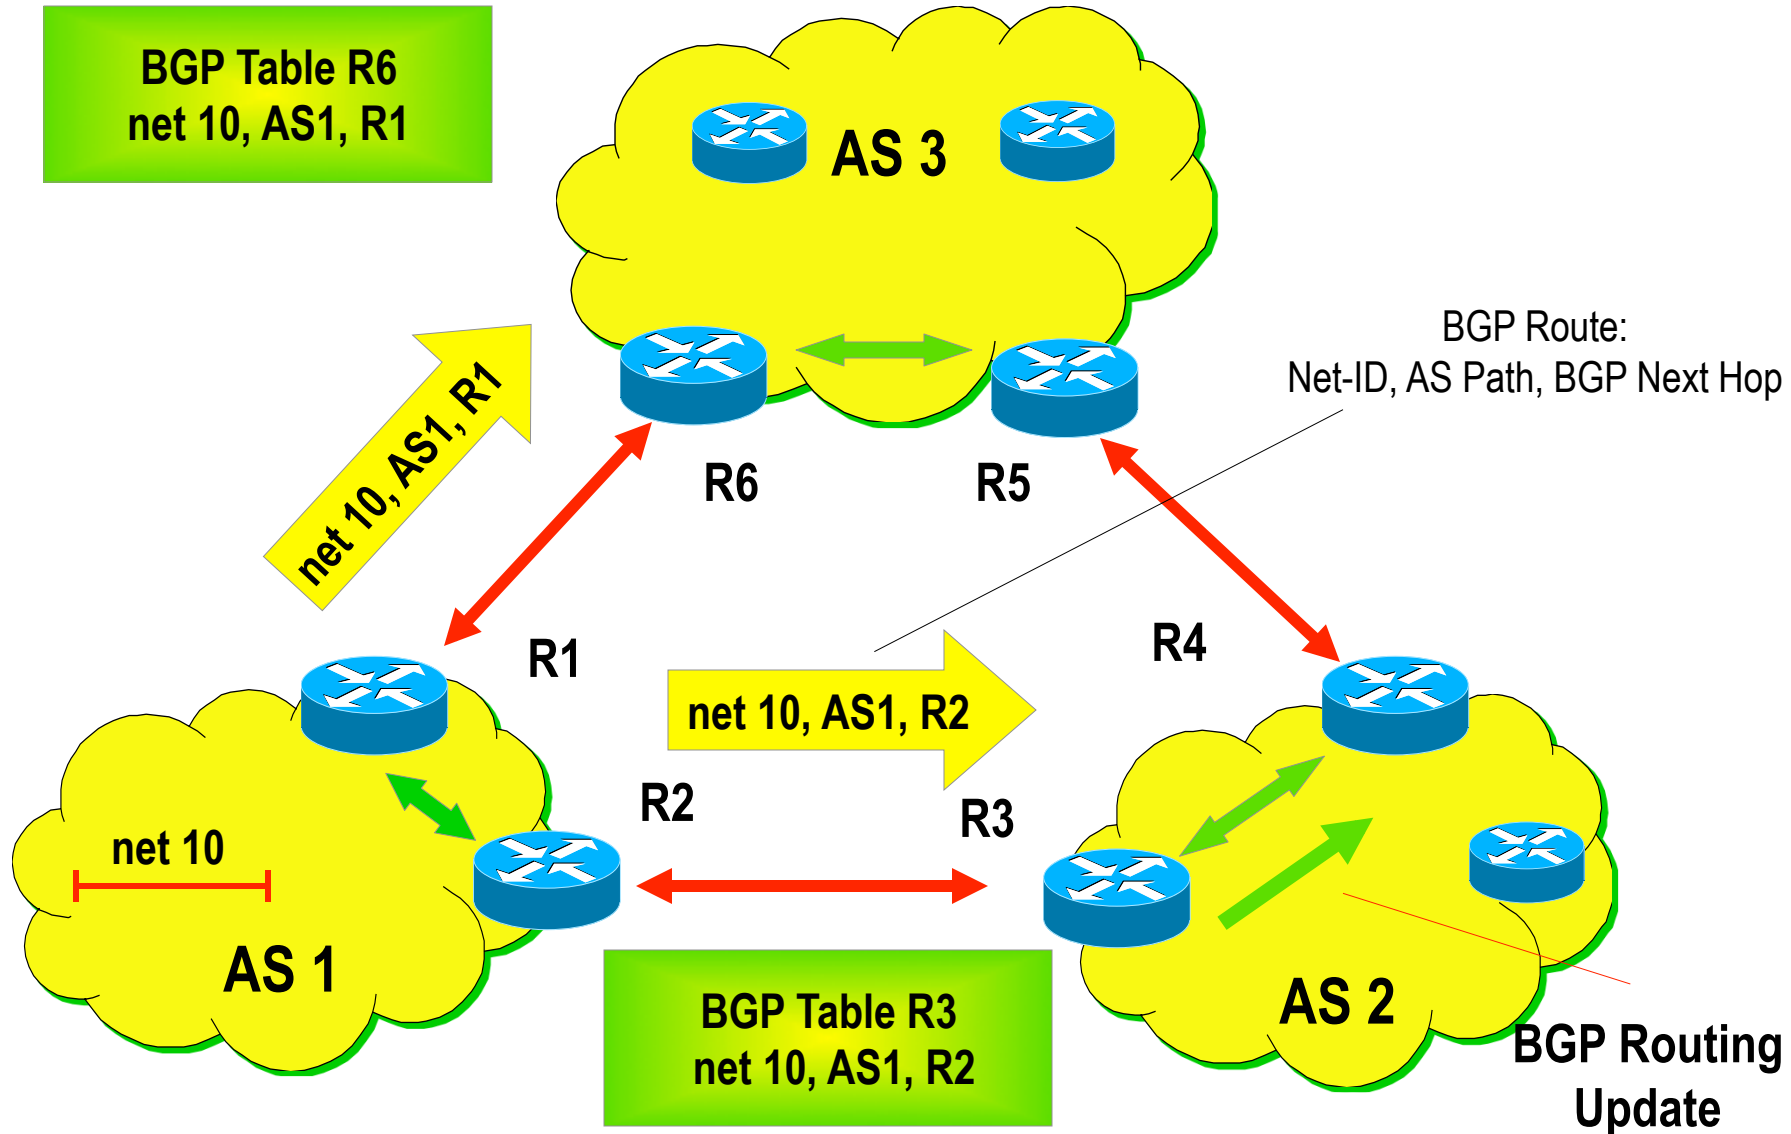 BGP Table R6
net 10, AS1, R1
AS 3
BGP Route:
Net-ID, AS Path, BGP Next Hop
net 10, AS1, R1
R6
R5
R1
R4
net 10, AS1, R2
R2
R3
net 10
AS 1
AS 2
BGP Table R3
net 10, AS1, R2
BGP Routing
Update